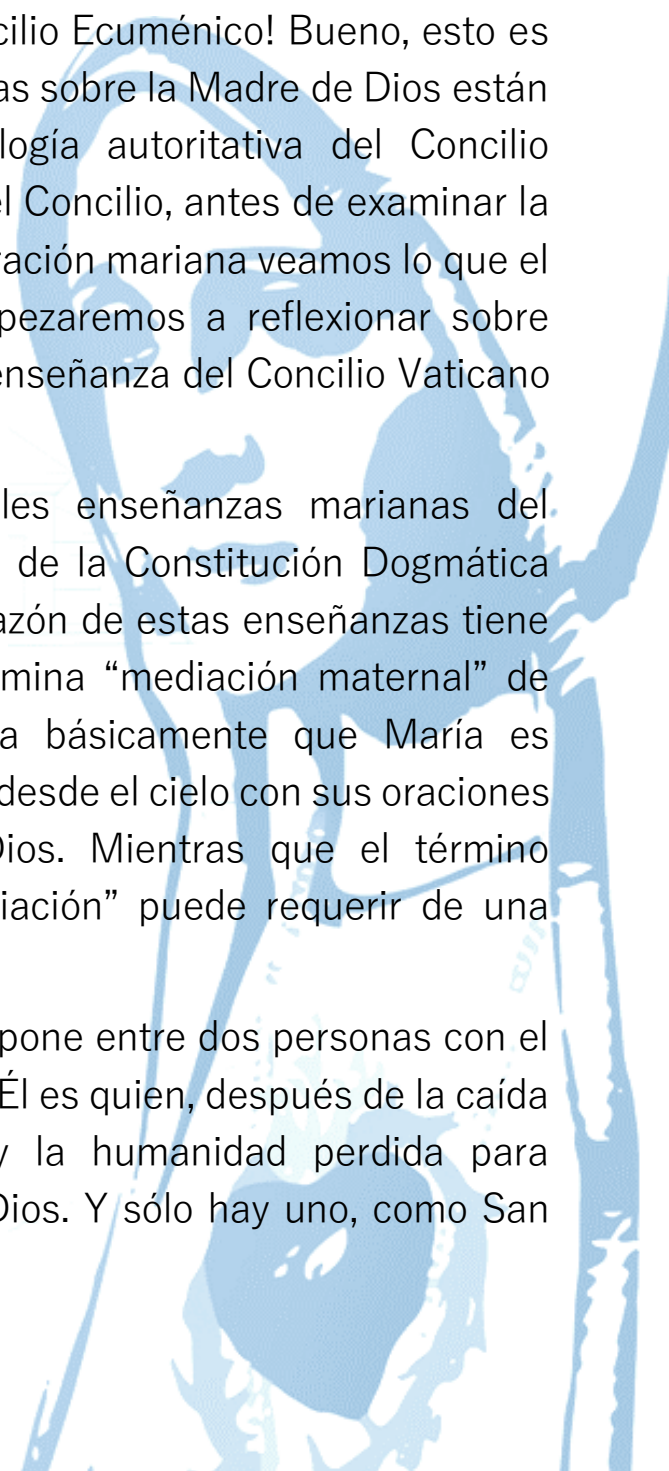 cilio Ecuménico! Bueno, esto es
as sobre la Madre de Dios están
logía autoritativa del Concilio
el Concilio, antes de examinar la
ración mariana veamos lo que el
pezaremos a reflexionar sobre
enseñanza del Concilio Vaticano
les enseñanzas marianas del
de la Constitución Dogmática
azón de estas enseñanzas tiene
mina “mediación maternal” de
a básicamente que María es
desde el cielo con sus oraciones
Dios. Mientras que el término
iación” puede requerir de una
pone entre dos personas con el
Él es quien, después de la caída
y la humanidad perdida para
Dios. Y sólo hay uno, como San